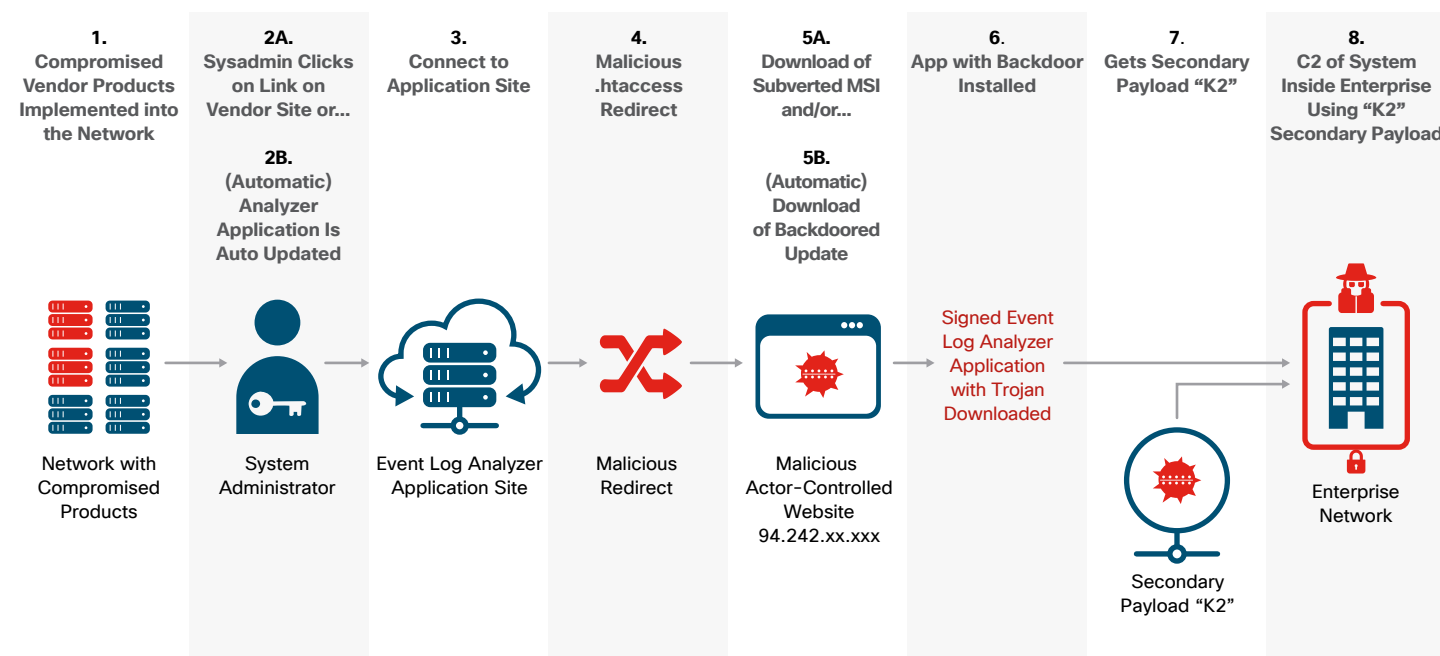 1.
Compromised
Vendor Products
Implemented into
the Network
2A.
Sysadmin Clicks
on Link on
Vendor Site or...
2B.
(Automatic)
Analyzer
Application Is
Auto Updated
3.
Connect to
Application Site
4.
Malicious
.htaccess
Redirect
5A.
Download of
Subverted MSI
and/or...
5B.
(Automatic)
Download
of Backdoored
Update
6.
App with Backdoor
Installed
7.
Gets Secondary
Payload “K2”
8.
C2 of System
Inside Enterprise
Using “K2”
Secondary Payload
Network with
Compromised
Products
System
Administrator
Event Log Analyzer
Application Site
Malicious
Redirect
Malicious
Actor-Controlled
Website
94.242.xx.xxx
Signed Event
Log Analyzer
Application
with Trojan
Downloaded
Secondary
Payload “K2”
Enterprise
Network